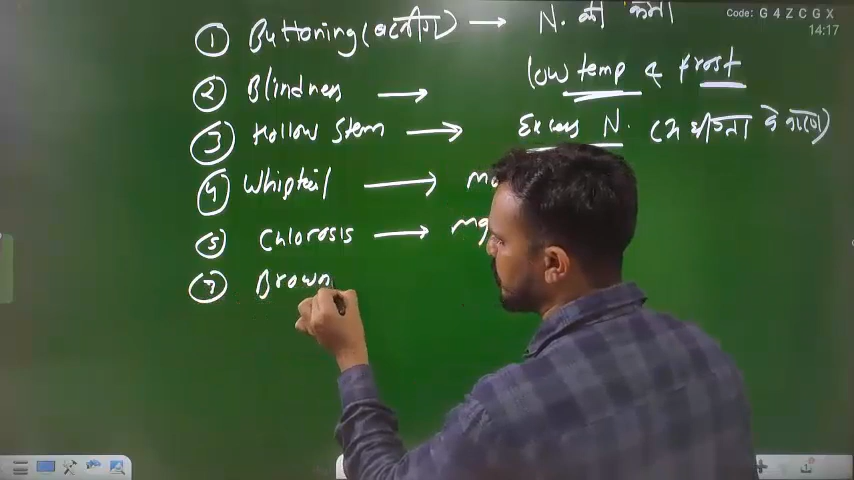 Code: G 4 Z C G X
14:17
① Buttoning (बटनिंग) → N. की कमी
② Blindness → low temp & frost
③ Hollow Stem → Excess N. (की अधिकता के कारण)
④ Whiptail → Mo
⑤ Chlorosis → mg
⑦ Brown